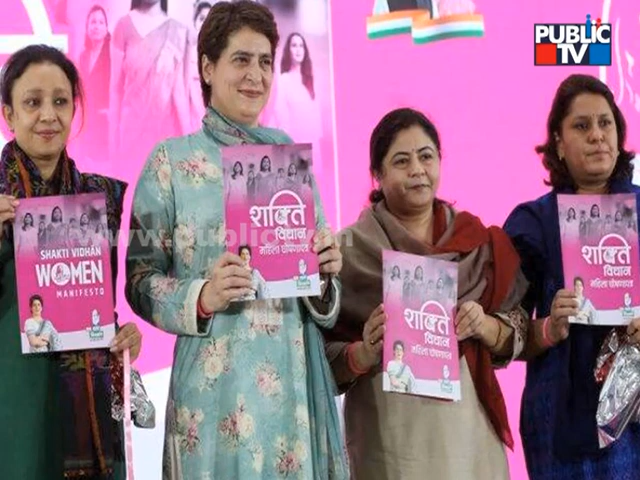 PUBLIC
TV
SHAKTI VIDHAN
WOMEN
MANIFESTO
शक्ति
विधान
महिला घोषणापत्र
शक्ति
विधान
महिला घोषणापत्र
शक्ति
विधान
महिला घोषणापत्र